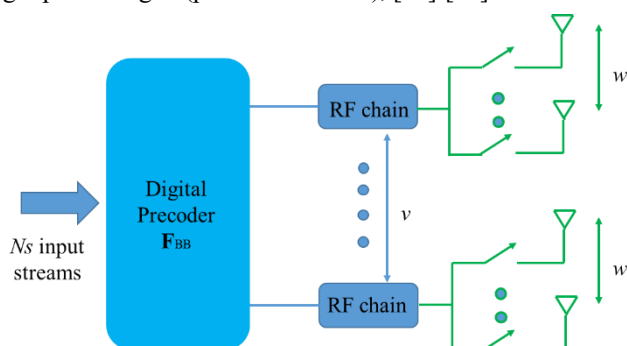 RF chain
w
Digital
Precoder
FBB
v
Ns input
streams
w
RF chain